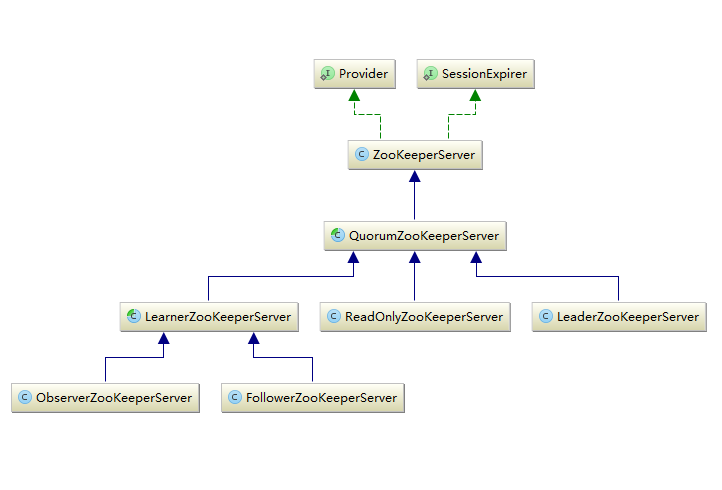 Provider
SessionExpirer
ZooKeeperServer
QuorumZooKeeperServer
LearnerZooKeeperServer
ReadOnlyZooKeeperServer
LeaderZooKeeperServer
ObserverZooKeeperServer
FollowerZooKeeperServer